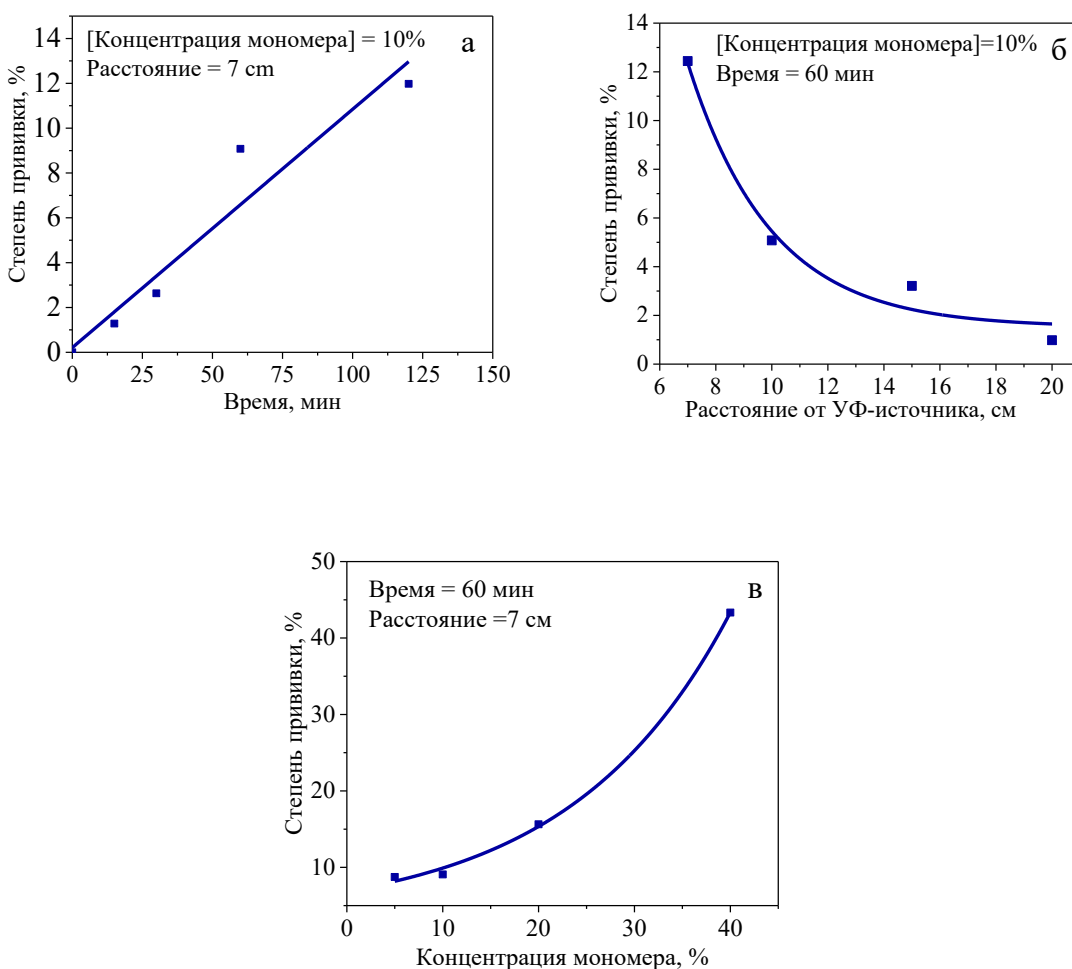 [Концентрация мономера] = 10%
Расстояние = 7 cm
а
Степень прививки, %
14
12
10
8
6
4
2
0
0 25 50 75 100 125 150
Время, мин
[Концентрация мономера]=10%
Время = 60 мин
б
Степень прививки, %
14
12
10
8
6
4
2
0
6 8 10 12 14 16 18 20
Расстояние от УФ-источника, см
Время = 60 мин
Расстояние =7 см
в
Степень прививки, %
50
40
30
20
10
0 10 20 30 40
Концентрация мономера, %